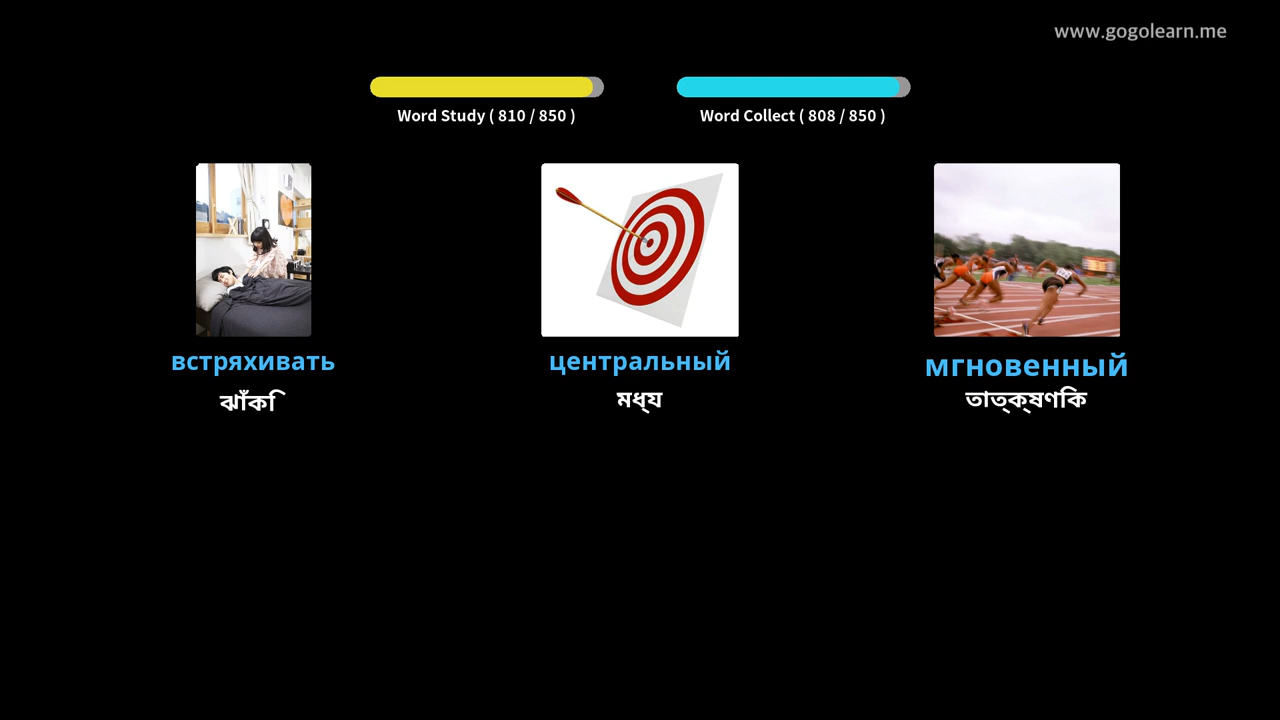 www.gogolearn.me
Word Study ( 810 / 850 )
Word Collect ( 808 / 850 )
встряхивать
центральный
мгновенный
ঝাঁকি
মধ্য
তাত্ক্ষণিক